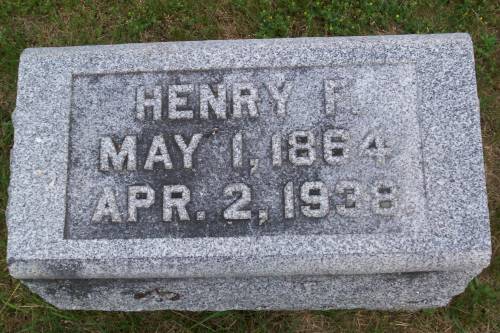 HENRY F.
MAY 1, 1864
APR. 2, 1938.